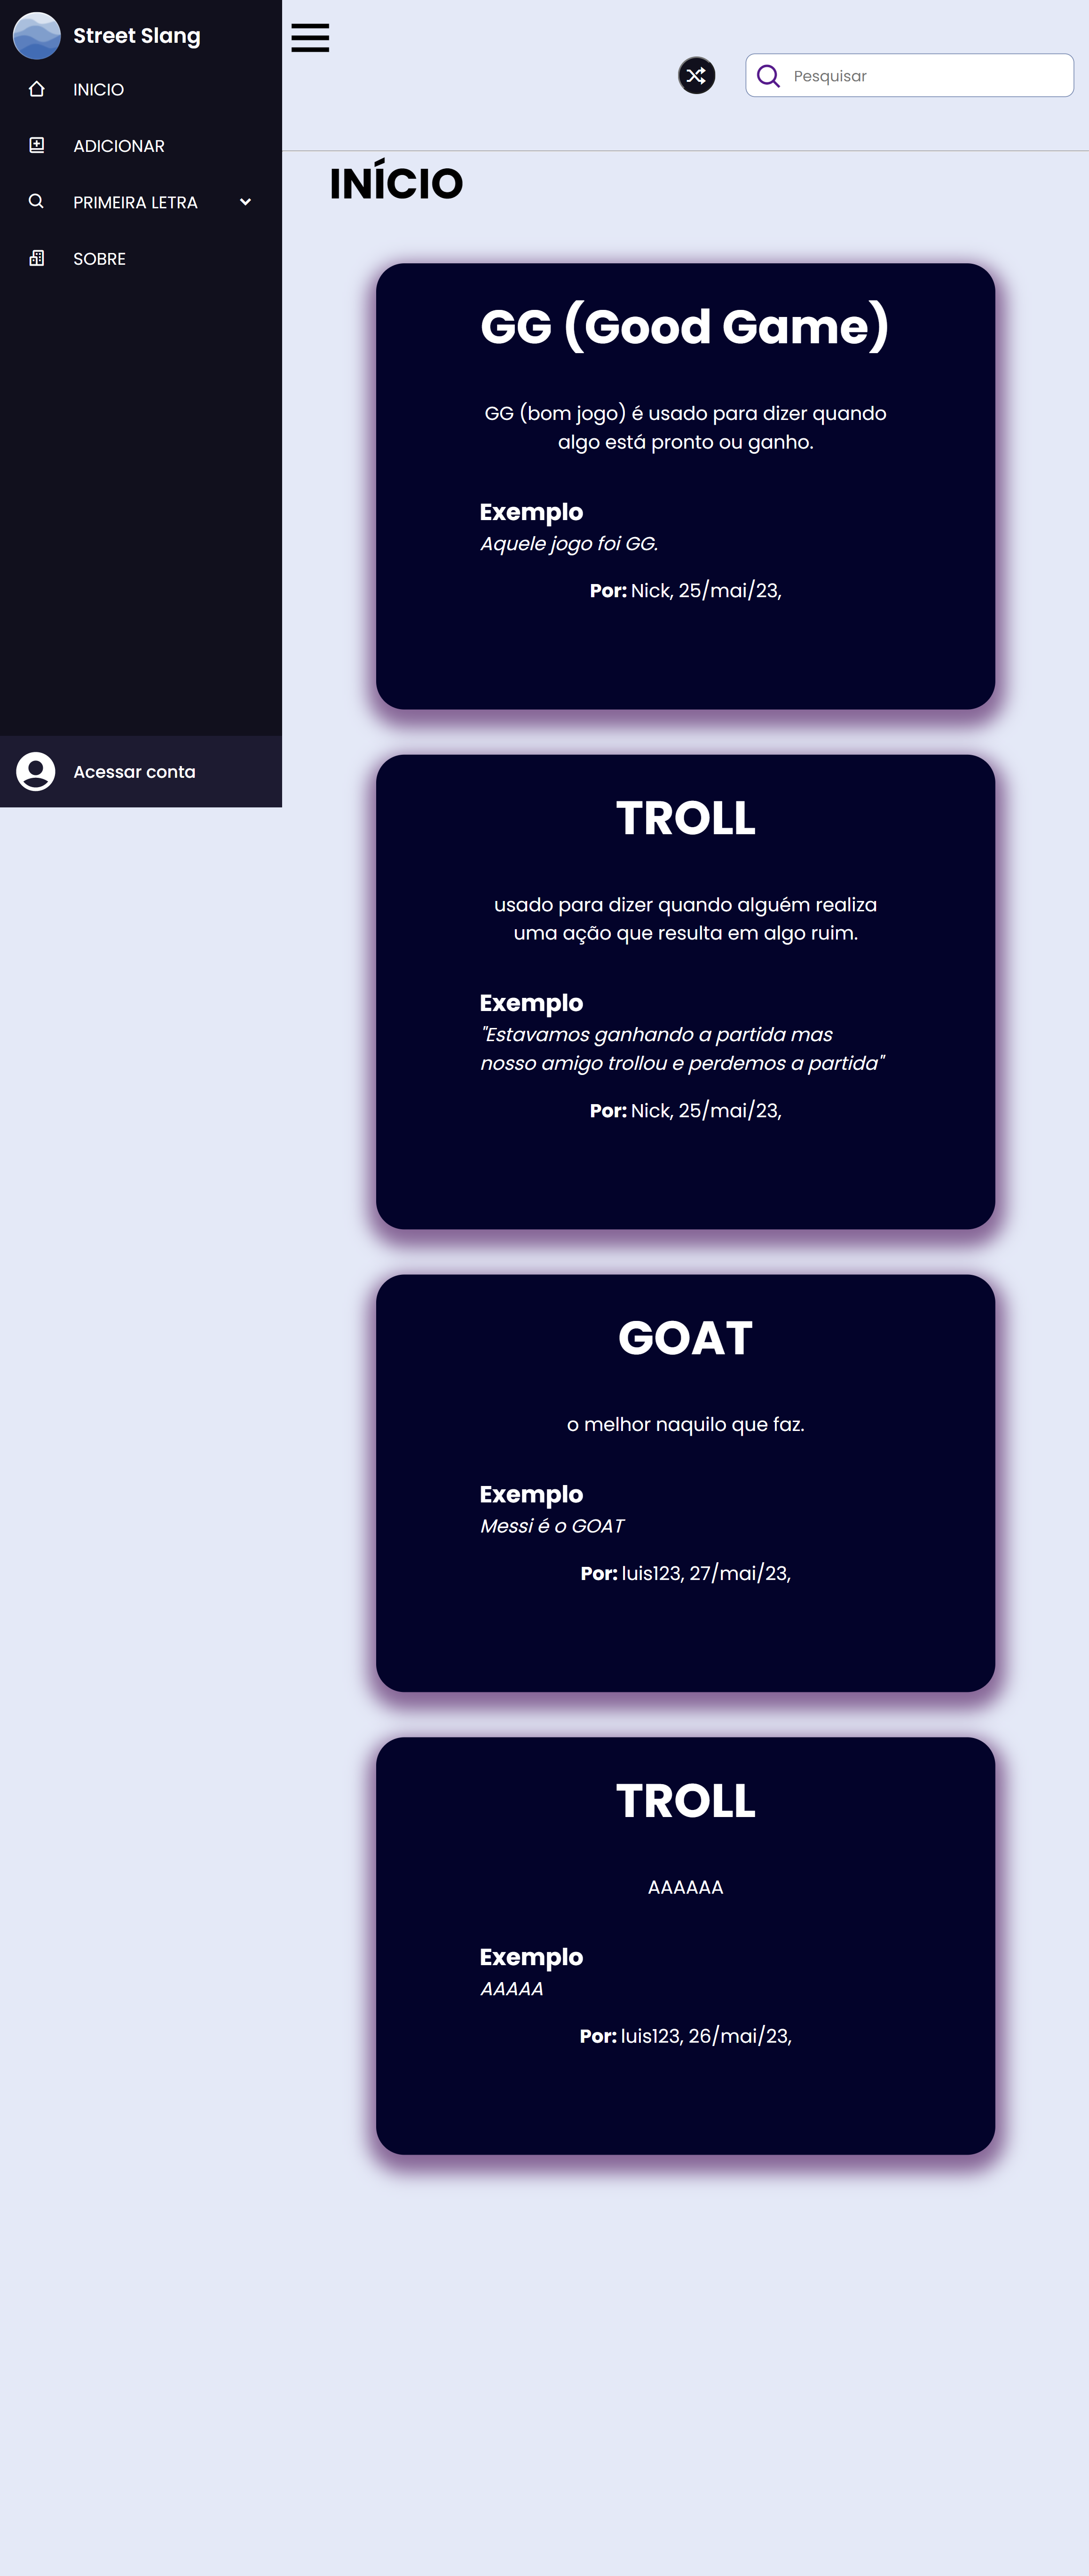 Street Slang
INICIO
ADICIONAR
PRIMEIRA LETRA
SOBRE
Acessar conta
Pesquisar
INÍCIO
GG (Good Game)
GG (bom jogo) é usado para dizer quando
algo está pronto ou ganho.
Exemplo
Aquele jogo foi GG.
Por: Nick, 25/mai/23,
TROLL
usado para dizer quando alguém realiza
uma ação que resulta em algo ruim.
Exemplo
"Estavamos ganhando a partida mas
nosso amigo trollou e perdemos a partida"
Por: Nick, 25/mai/23,
GOAT
o melhor naquilo que faz.
Exemplo
Messi é o GOAT
Por: luis123, 27/mai/23,
TROLL
AAAAAA
Exemplo
AAAAA
Por: luis123, 26/mai/23,